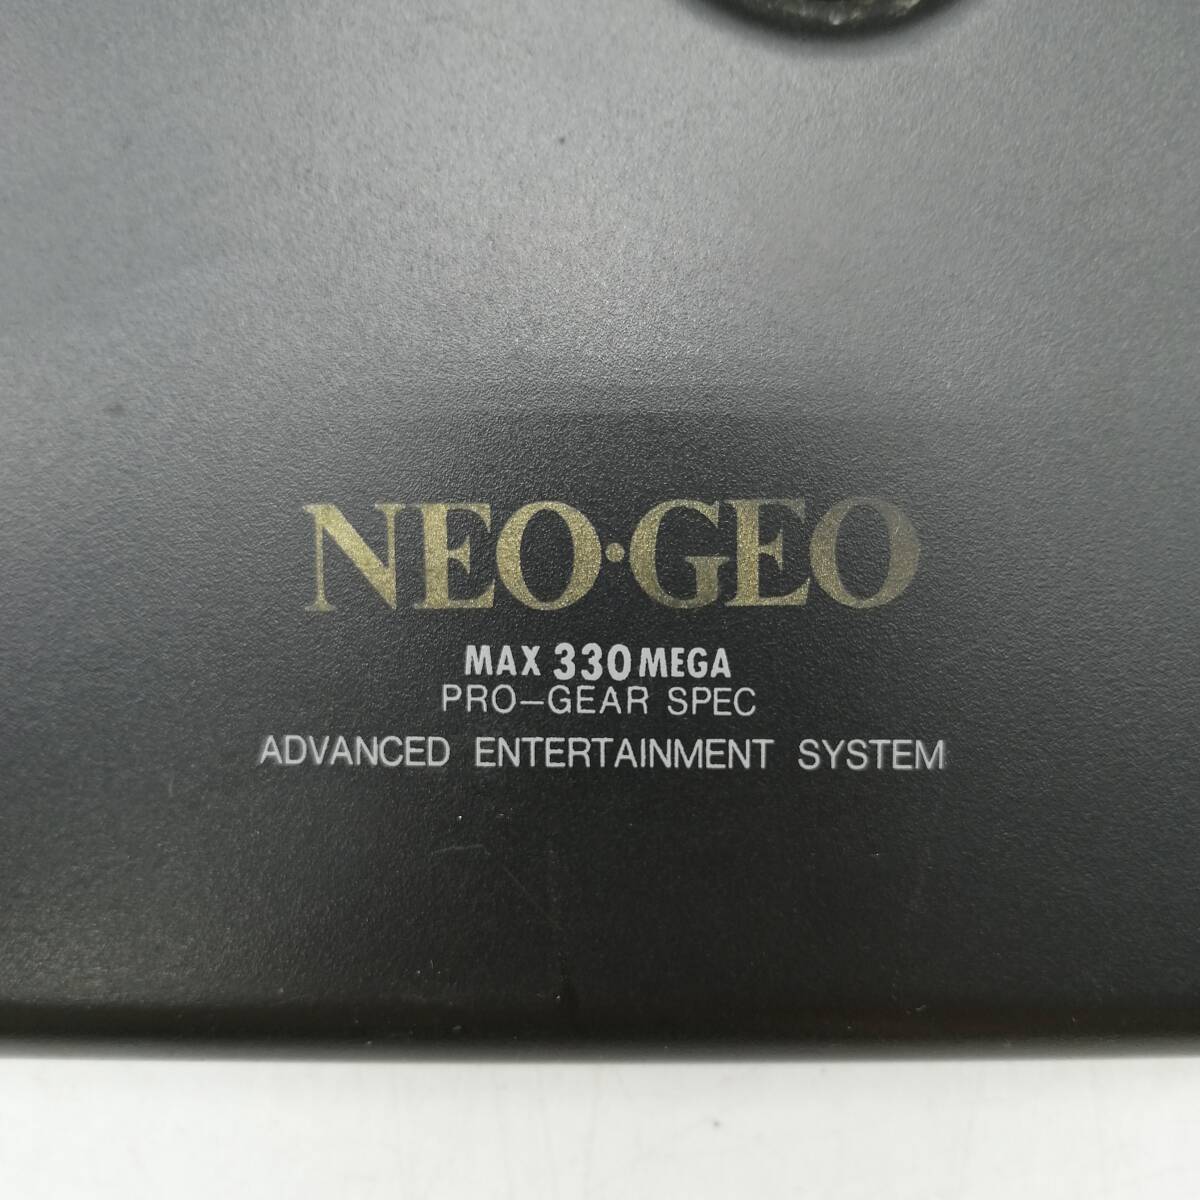 NEO·GEO
MAX 330 MEGA
PRO-GEAR SPEC
ADVANCED ENTERTAINMENT SYSTEM